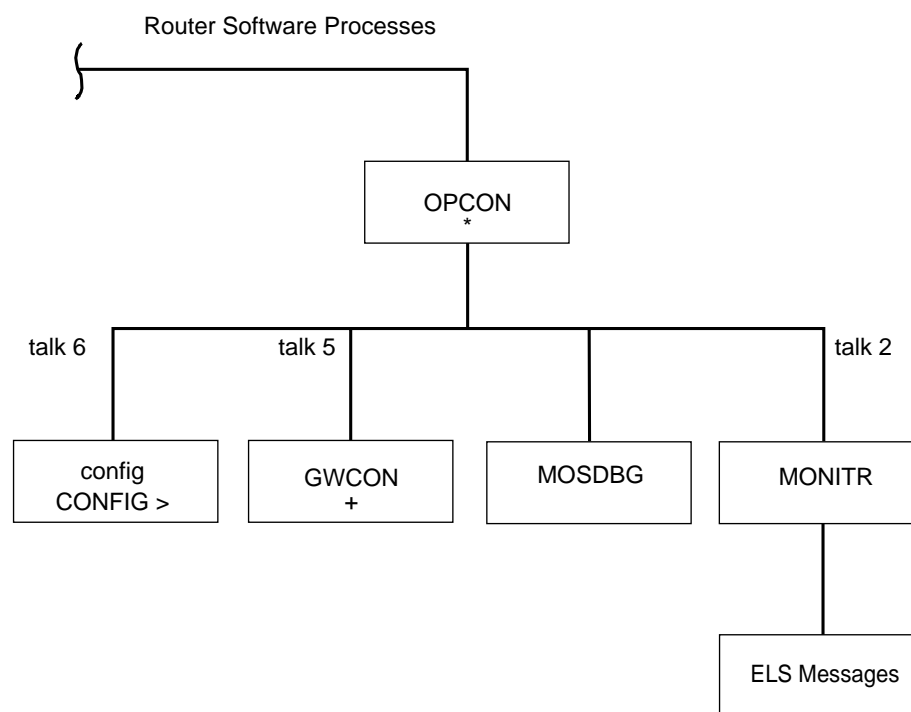 Router Software Processes
OPCON
*
talk 6
talk 5
talk 2
config
CONFIG >
GWCON
+
MOSDBG
MONITR
ELS Messages